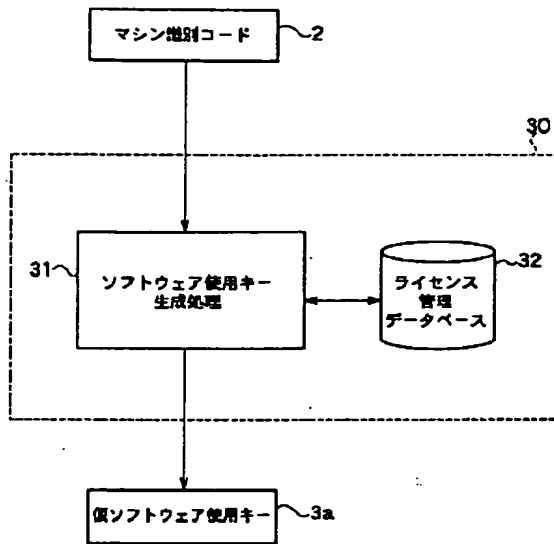 マシン識別コード
2
30
31
ソフトウェア使用キー
生成処理
ライセンス
管理
データベース
32
仮ソフトウェア使用キー
3a